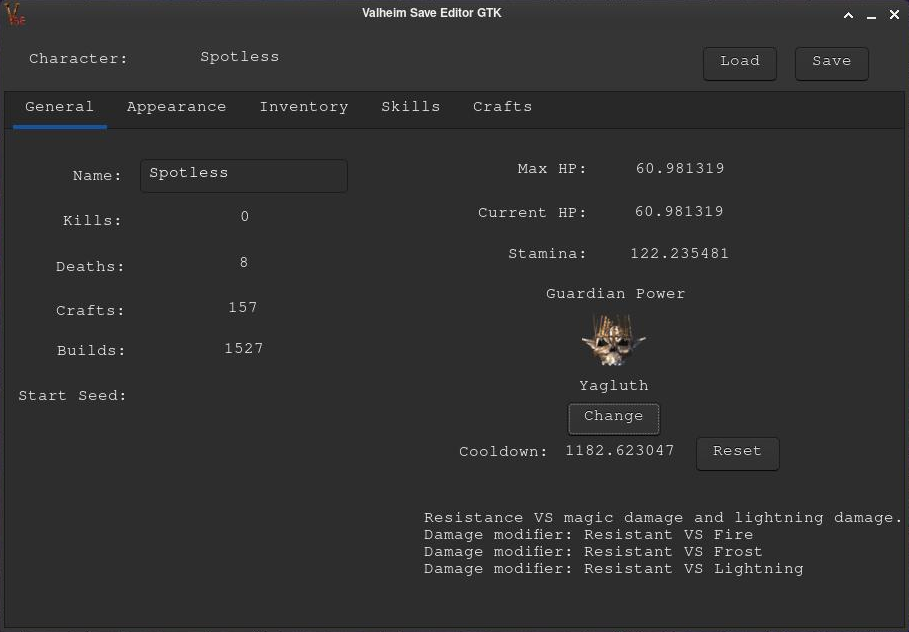 Valheim Save Editor GTK
Character: Spotless
Load Save
General Appearance Inventory Skills Crafts
Name: Spotless
Kills: 0
Deaths: 8
Crafts: 157
Builds: 1527
Start Seed:
Max HP: 60.981319
Current HP: 60.981319
Stamina: 122.235481
Guardian Power
Yagluth
Change
Cooldown: 1182.623047 Reset
Resistance VS magic damage and lightning damage.
Damage modifier: Resistant VS Fire
Damage modifier: Resistant VS Frost
Damage modifier: Resistant VS Lightning